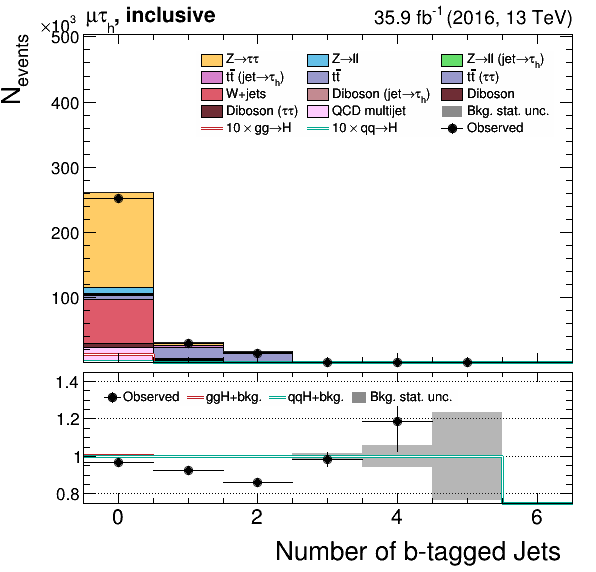 ×10³ μτₕ, inclusive 35.9 fb⁻¹ (2016, 13 TeV)
N_events
500
400
300
200
100
Z→ττ Z→ll Z→ll (jet→τₕ)
tt̄ (jet→τₕ) tt̄ tt̄ (ττ)
W+jets Diboson (jet→τₕ) Diboson
Diboson (ττ) QCD multijet Bkg. stat. unc.
10 × gg→H 10 × qq→H Observed
1.4
1.2
1
0.8
Observed ggH+bkg. qqH+bkg. Bkg. stat. unc.
0 2 4 6
Number of b-tagged Jets